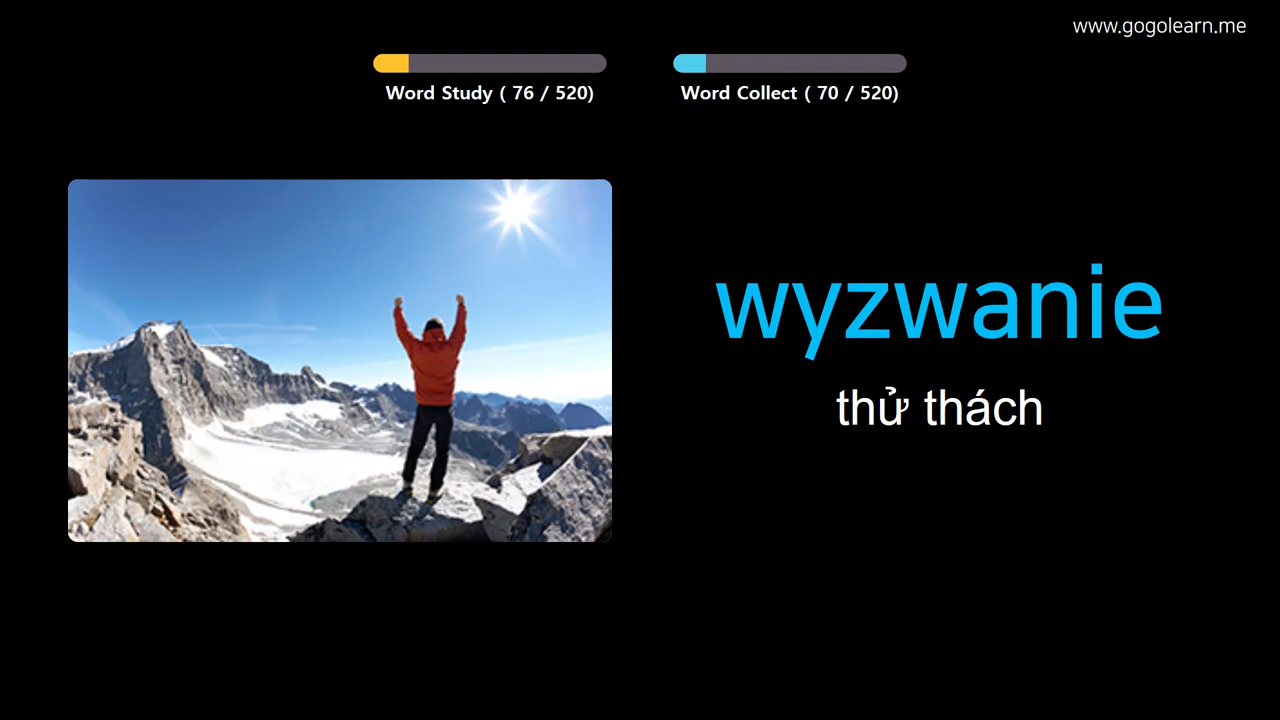 www.gogolearn.me
Word Study ( 76 / 520)
Word Collect ( 70 / 520)
wyzwanie
thử thách